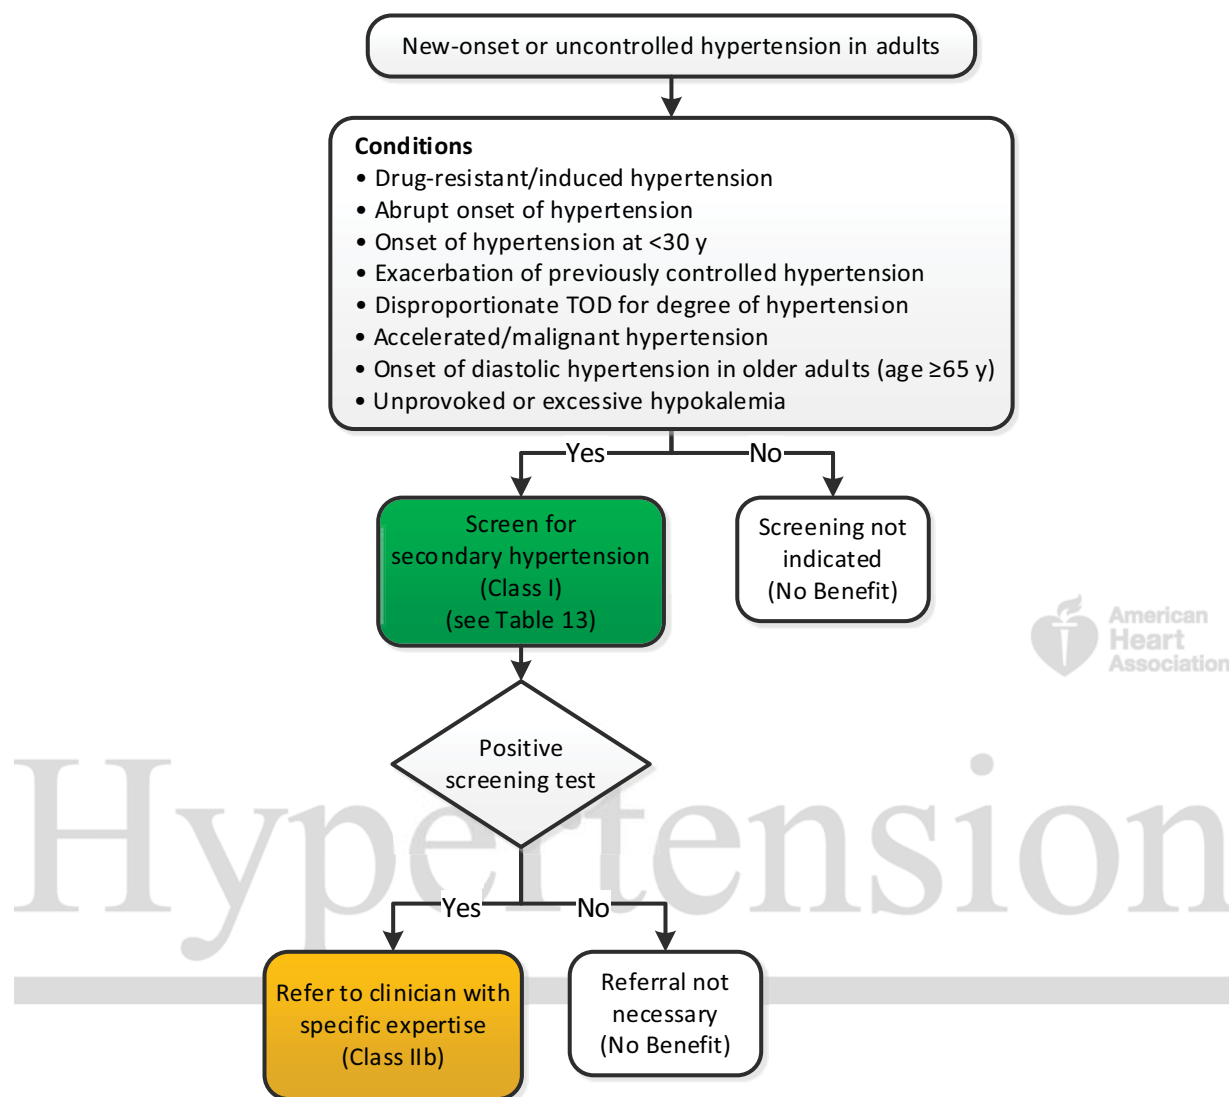 New-onset or uncontrolled hypertension in adults
Conditions
• Drug-resistant/induced hypertension
• Abrupt onset of hypertension
• Onset of hypertension at <30 y
• Exacerbation of previously controlled hypertension
• Disproportionate TOD for degree of hypertension
• Accelerated/malignant hypertension
• Onset of diastolic hypertension in older adults (age ≥65 y)
• Unprovoked or excessive hypokalemia
Yes
No
Screen for
secondary hypertension
(Class I)
(see Table 13)
Screening not
indicated
(No Benefit)
American
Heart
Association
Positive
screening test
Hypertension
Yes
No
Refer to clinician with
specific expertise
(Class IIb)
Referral not
necessary
(No Benefit)